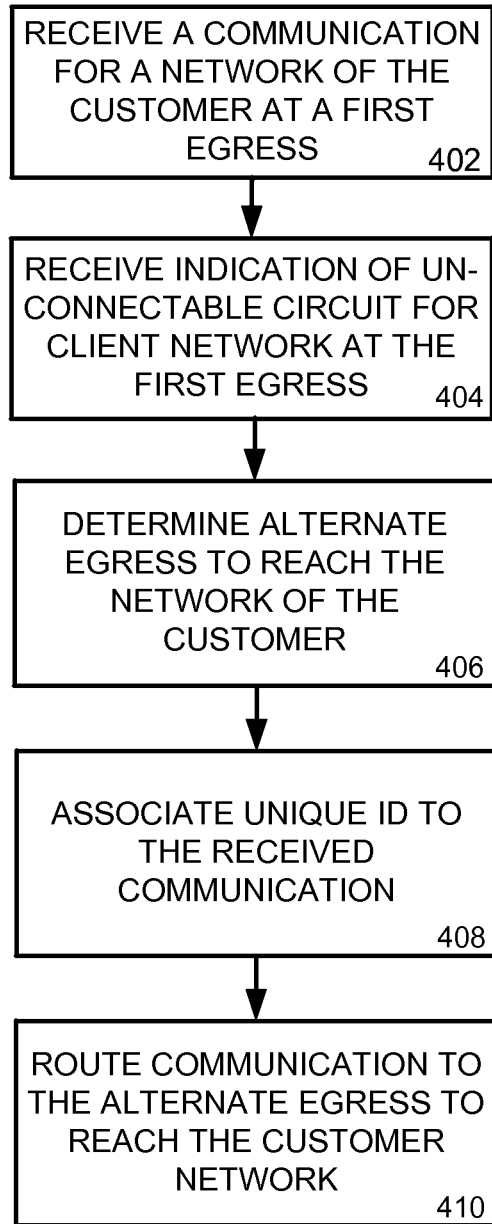 RECEIVE A COMMUNICATION
FOR A NETWORK OF THE
CUSTOMER AT A FIRST
EGRESS
402
RECEIVE INDICATION OF UN-
CONNECTABLE CIRCUIT FOR
CLIENT NETWORK AT THE
FIRST EGRESS
404
DETERMINE ALTERNATE
EGRESS TO REACH THE
NETWORK OF THE
CUSTOMER
406
ASSOCIATE UNIQUE ID TO
THE RECEIVED
COMMUNICATION
408
ROUTE COMMUNICATION TO
THE ALTERNATE EGRESS TO
REACH THE CUSTOMER
NETWORK
410